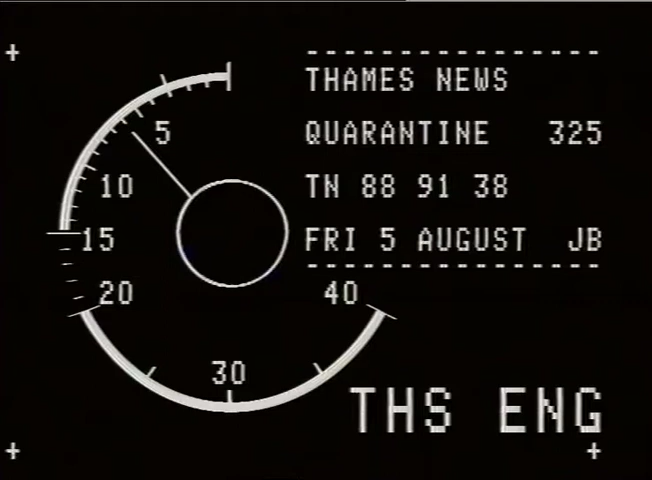 THAMES NEWS
QUARANTINE 325
TN 88 91 38
FRI 5 AUGUST JB
5
10
15
20
30
40
THS ENG